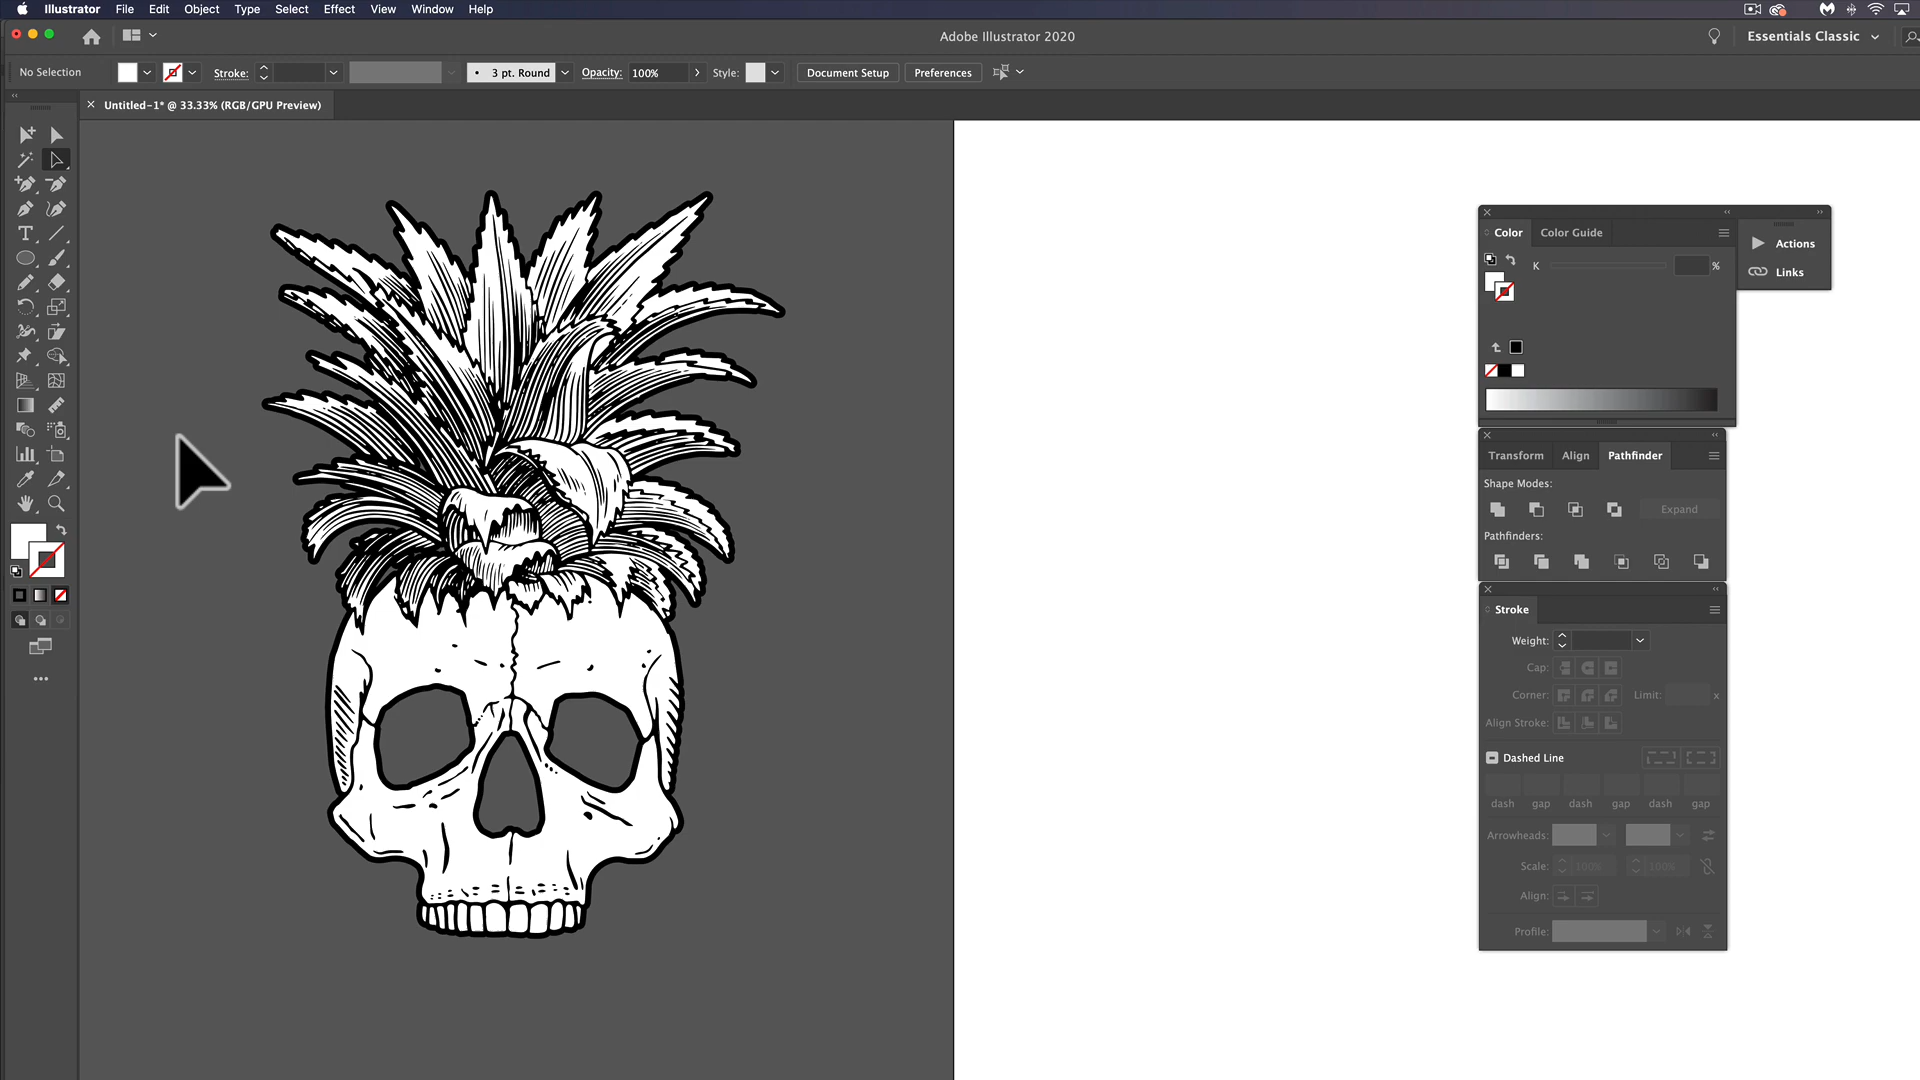 Illustrator File Edit Object Type Select Effect View Window Help
Adobe Illustrator 2020
Essentials Classic
No Selection Stroke: 3 pt. Round Opacity: 100% Style: Document Setup Preferences
Untitled-1* @ 33.33% (RGB/GPU Preview)
Color Color Guide
K %
Actions
Links
Transform Align Pathfinder
Shape Modes:
Expand
Pathfinders:
Stroke
Weight:
Cap:
Corner: Limit: x
Align Stroke:
Dashed Line
dash gap dash gap dash gap
Arrowheads:
Scale: 100% 100%
Align:
Profile: